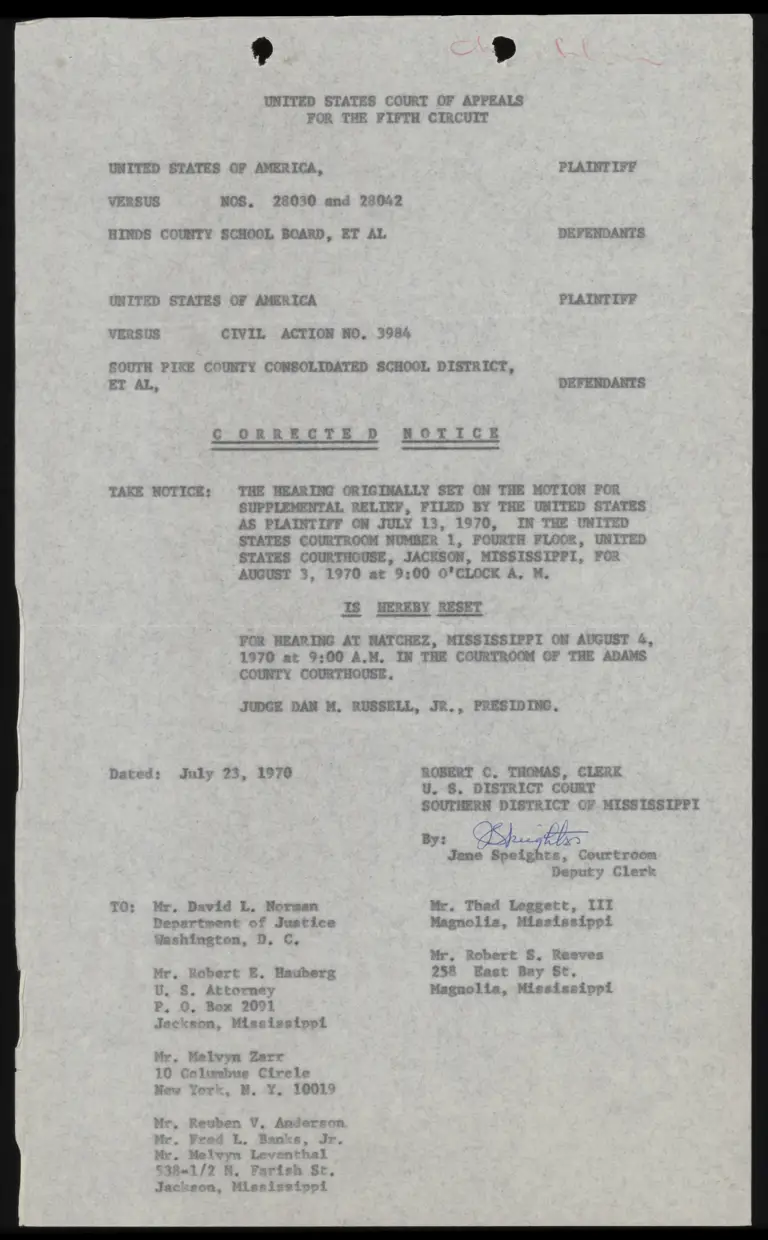 UNITED STATES COURT OF APPEALS
FOR THE FIFTH CIRCUIT
UNITED STATES OF AMERICA, PLAINTIFF
VERSUS NOS. 28030 and 28042
HINDS COUNTY SCHOOL BOARD, ET AL DEFENDANTS
UNITED STATES OF AMERICA PLAINTIFF
VERSUS CIVIL ACTION NO. 3984
SOUTH PIKE COUNTY CONSOLIDATED SCHOOL DISTRICT,
ET AL, DEFENDANTS
C O R R E C T E D N O T I C E
TAKE NOTICE: THE HEARING ORIGINALLY SET ON THE MOTION FOR
SUPPLEMENTAL RELIEF, FILED BY THE UNITED STATES
AS PLAINTIFF ON JULY 13, 1970, IN THE UNITED
STATES COURTROOM NUMBER 1, FOURTH FLOOR, UNITED
STATES COURTHOUSE, JACKSON, MISSISSIPPI, FOR
AUGUST 3, 1970 at 9:00 O'CLOCK A. M.
IS HEREBY RESET
FOR HEARING AT NATCHEZ, MISSISSIPPI ON AUGUST 4,
1970 at 9:00 A.M. IN THE COURTROOM OF THE ADAMS
COUNTY COURTHOUSE.
JUDGE DAN M. RUSSELL, JR., PRESIDING.
Dated: July 23, 1970
ROBERT C. THOMAS, CLERK
U. S. DISTRICT COURT
SOUTHERN DISTRICT OF MISSISSIPPI
By: JSpeights
Jane Speights, Courtroom
Deputy Clerk
TO: Mr. David L. Norman
Department of Justice
Washington, D. C.
Mr. Robert E. Hauberg
U. S. Attorney
P. O. Box 2091
Jackson, Mississippi
Mr. Melvyn Zarr
10 Columbus Circle
New York, N. Y. 10019
Mr. Reuben V. Anderson
Mr. Fred L. Banks, Jr.
Mr. Melvyn Leventhal
538-1/2 N. Farish St.
Jackson, Mississippi
Mr. Thad Leggett, III
Magnolia, Mississippi
Mr. Robert S. Reeves
258 East Bay St.
Magnolia, Mississippi